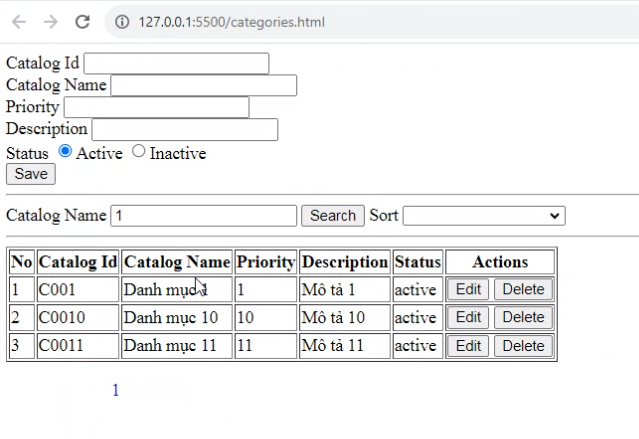 127.0.0.1:5500/categories.html
Catalog Id
Catalog Name
Priority
Description
Status Active Inactive
Save
Catalog Name 1 Search Sort
No Catalog Id Catalog Name Priority Description Status Actions
1 C001 Danh mục 1 1 Mô tả 1 active Edit Delete
2 C0010 Danh mục 10 10 Mô tả 10 active Edit Delete
3 C0011 Danh mục 11 11 Mô tả 11 active Edit Delete
1